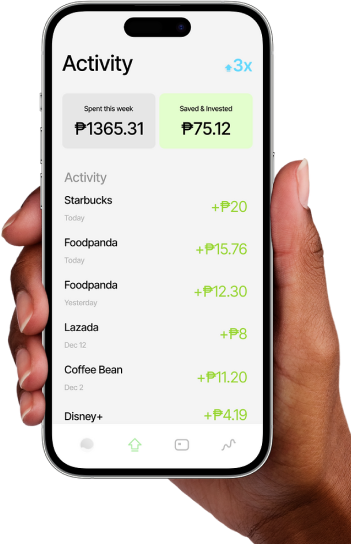 Activity
3x
Spent this week
₱1365.31
Saved & Invested
₱75.12
Activity
Starbucks
+₱20
Today
Foodpanda
+₱15.76
Today
Foodpanda
+₱12.30
Yesterday
Lazada
+₱8
Dec 12
Coffee Bean
+₱11.20
Dec 2
Disney+
+₱4.19